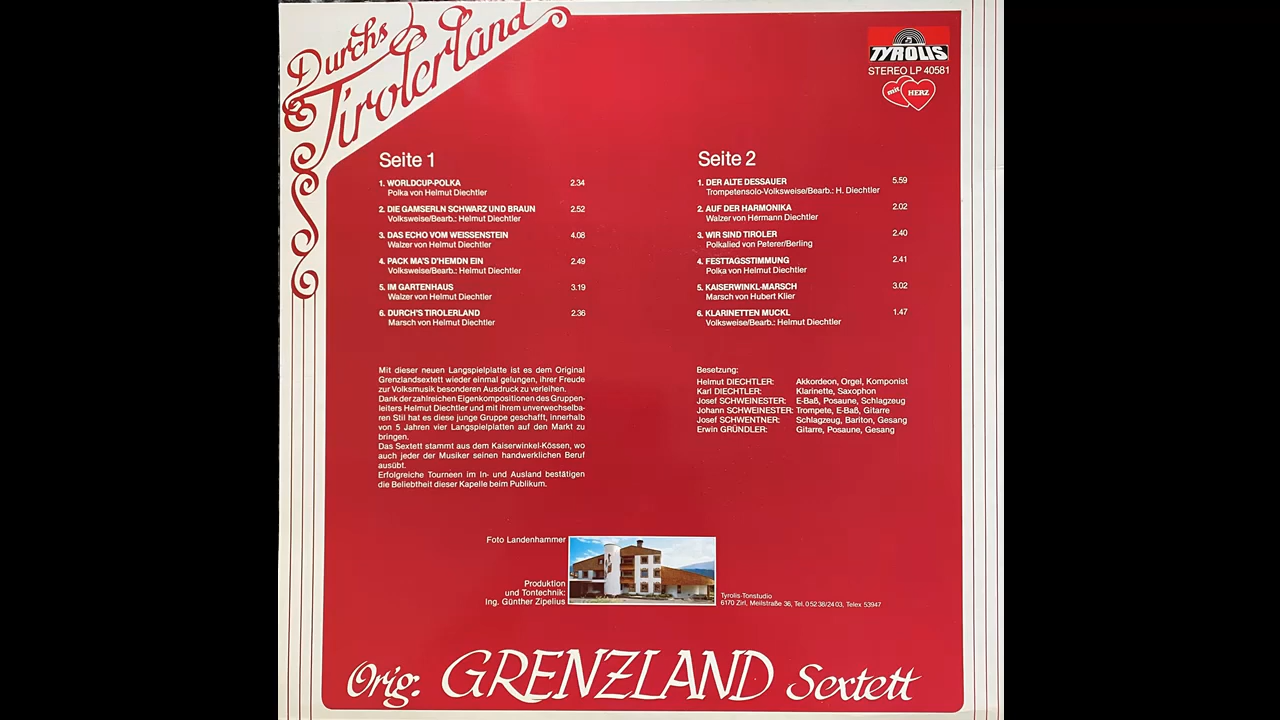 Durchs
Tirolerland
TYROLIS
STEREO LP 40581
mit HERZ
Seite 1
1. WORLDCUP-POLKA 2.34
Polka von Helmut Diechtler
2. DIE GAMSERLN SCHWARZ UND BRAUN 2.52
Volksweise/Bearb.: Helmut Diechtler
3. DAS ECHO VOM WEISSENSTEIN 4.08
Walzer von Helmut Diechtler
4. PACK MA'S D'HEMDN EIN 2.49
Volksweise/Bearb.: Helmut Diechtler
5. IM GARTENHAUS 3.19
Walzer von Helmut Diechtler
6. DURCH'S TIROLERLAND 2.36
Marsch von Helmut Diechtler
Seite 2
1. DER ALTE DESSAUER 5.59
Trompetensolo-Volksweise/Bearb.: H. Diechtler
2. AUF DER HARMONIKA 2.02
Walzer von Hermann Diechtler
3. WIR SIND TIROLER 2.40
Polkalied von Peterer/Berling
4. FESTTAGSSTIMMUNG 2.41
Polka von Helmut Diechtler
5. KAISERWINKL-MARSCH 3.02
Marsch von Hubert Klier
6. KLARINETTEN MUCKL 1.47
Volksweise/Bearb.: Helmut Diechtler
Mit dieser neuen Langspielplatte ist es dem Original
Grenzlandsextett wieder einmal gelungen, ihrer Freude
zur Volksmusik besonderen Ausdruck zu verleihen.
Dank der zahlreichen Eigenkompositionen des Gruppen-
leiters Helmut Diechtler und mit ihrem unverwechselba-
ren Stil hat es diese junge Gruppe geschafft, innerhalb
von 5 Jahren vier Langspielplatten auf den Markt zu
bringen.
Das Sextett stammt aus dem Kaiserwinkel-Kössen, wo
auch jeder der Musiker seinen handwerklichen Beruf
ausübt.
Erfolgreiche Tourneen im In- und Ausland bestätigen
die Beliebtheit dieser Kapelle beim Publikum.
Besetzung:
Helmut DIECHTLER: Akkordeon, Orgel, Komponist
Karl DIECHTLER: Klarinette, Saxophon
Josef SCHWEINESTER: E-Baß, Posaune, Schlagzeug
Johann SCHWEINESTER: Trompete, E-Baß, Gitarre
Josef SCHWENTNER: Schlagzeug, Bariton, Gesang
Erwin GRÜNDLER: Gitarre, Posaune, Gesang
Foto Landenhammer
Produktion
und Tontechnik:
Ing. Günther Zipelius
Tyrolis-Tonstudio
6170 Zirl, Meilstraße 36, Tel. 0 52 38/24 03, Telex 53947
Orig. GRENZLAND Sextett